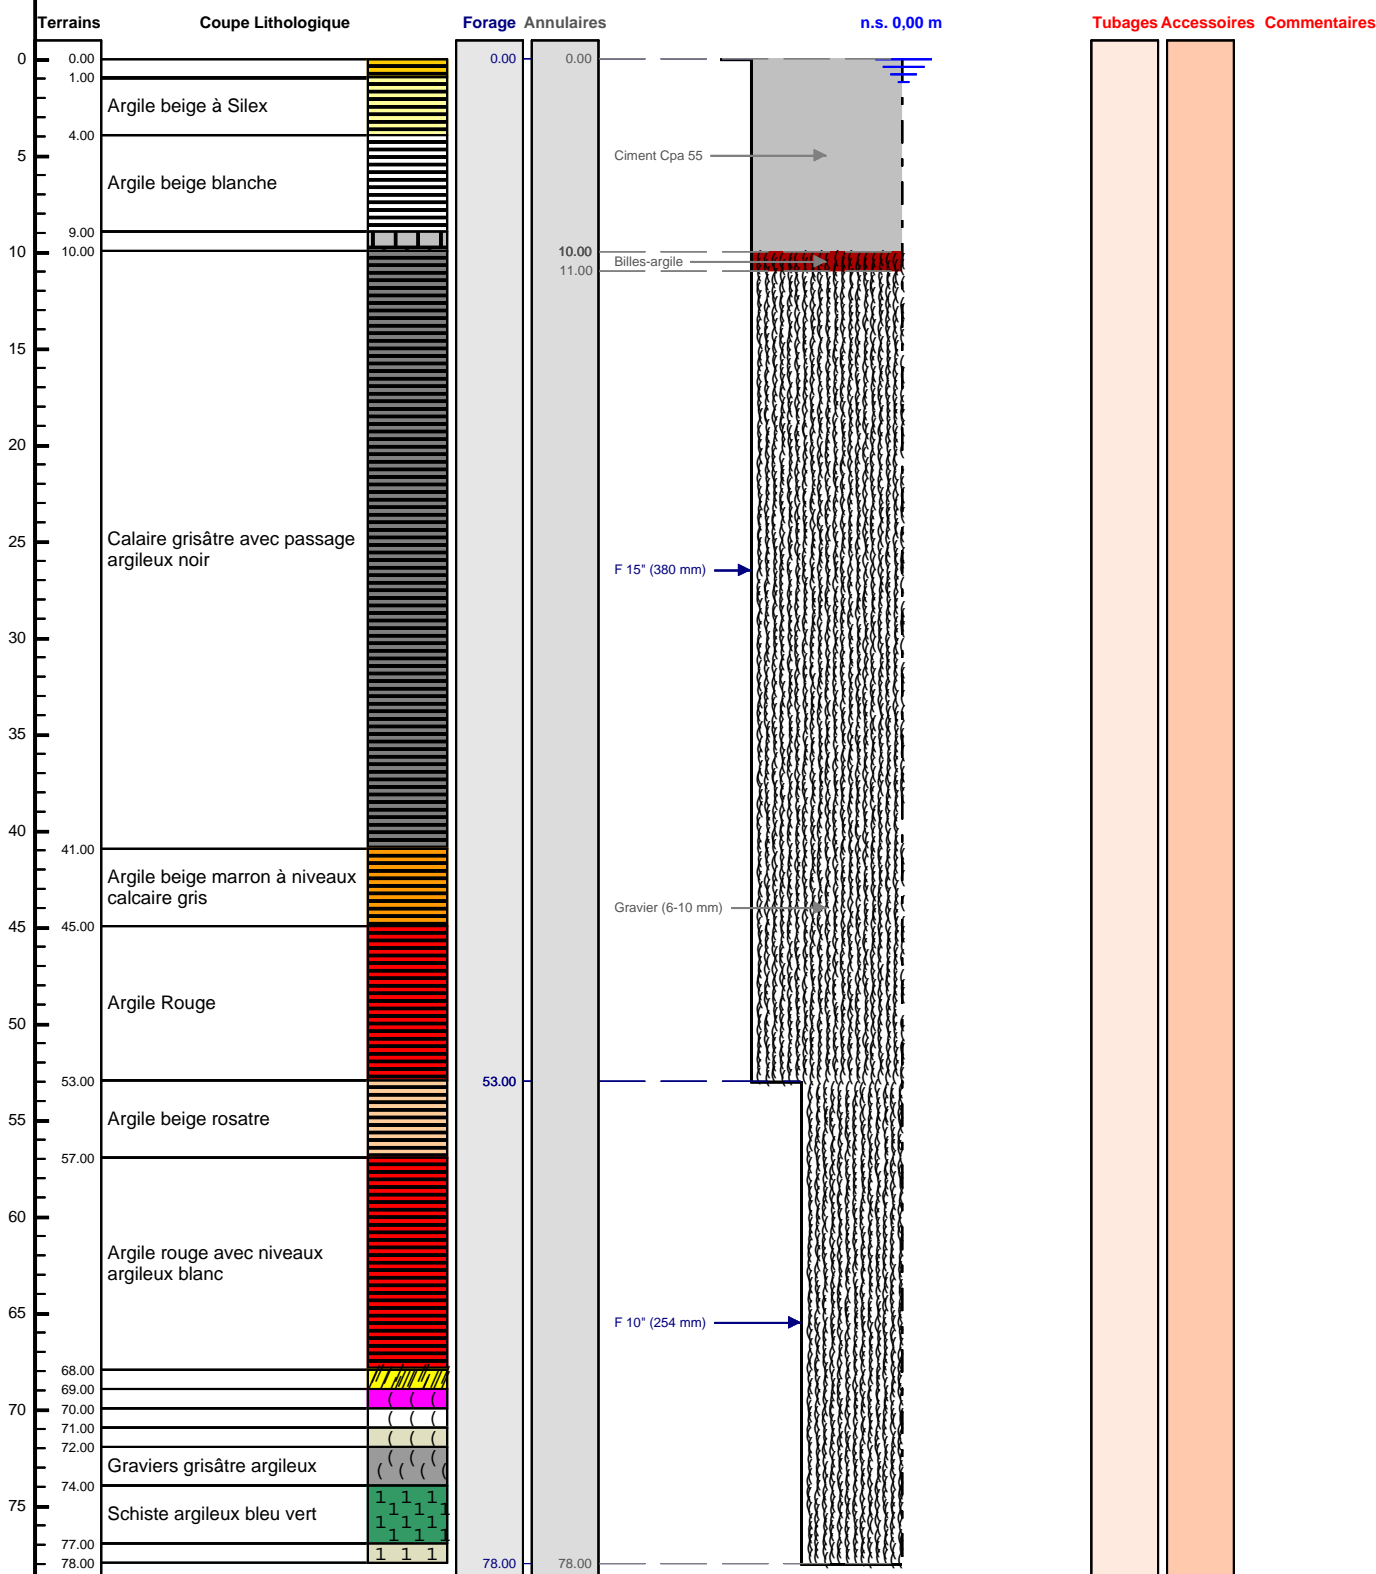 Terrains Coupe Lithologique Forage Annulaires n.s. 0,00 m Tubages Accessoires Commentaires
0 0.00 0.00 0.00
1.00
Argile beige à Silex
4.00
5 Ciment Cpa 55
Argile beige blanche
9.00
10 10.00 10.00
Billes-argile
11.00
15
20
25 Calaire grisâtre avec passage
argileux noir
F 15" (380 mm)
30
35
40
41.00
Argile beige marron à niveaux
calcaire gris
Gravier (6-10 mm)
45 45.00
Argile Rouge
50
53.00 53.00
55 Argile beige rosatre
57.00
60
Argile rouge avec niveaux
argileux blanc
65 F 10" (254 mm)
68.00
69.00
70 70.00
71.00
72.00
Graviers grisâtre argileux
74.00
75 Schiste argileux bleu vert
77.00
78.00 78.00 78.00